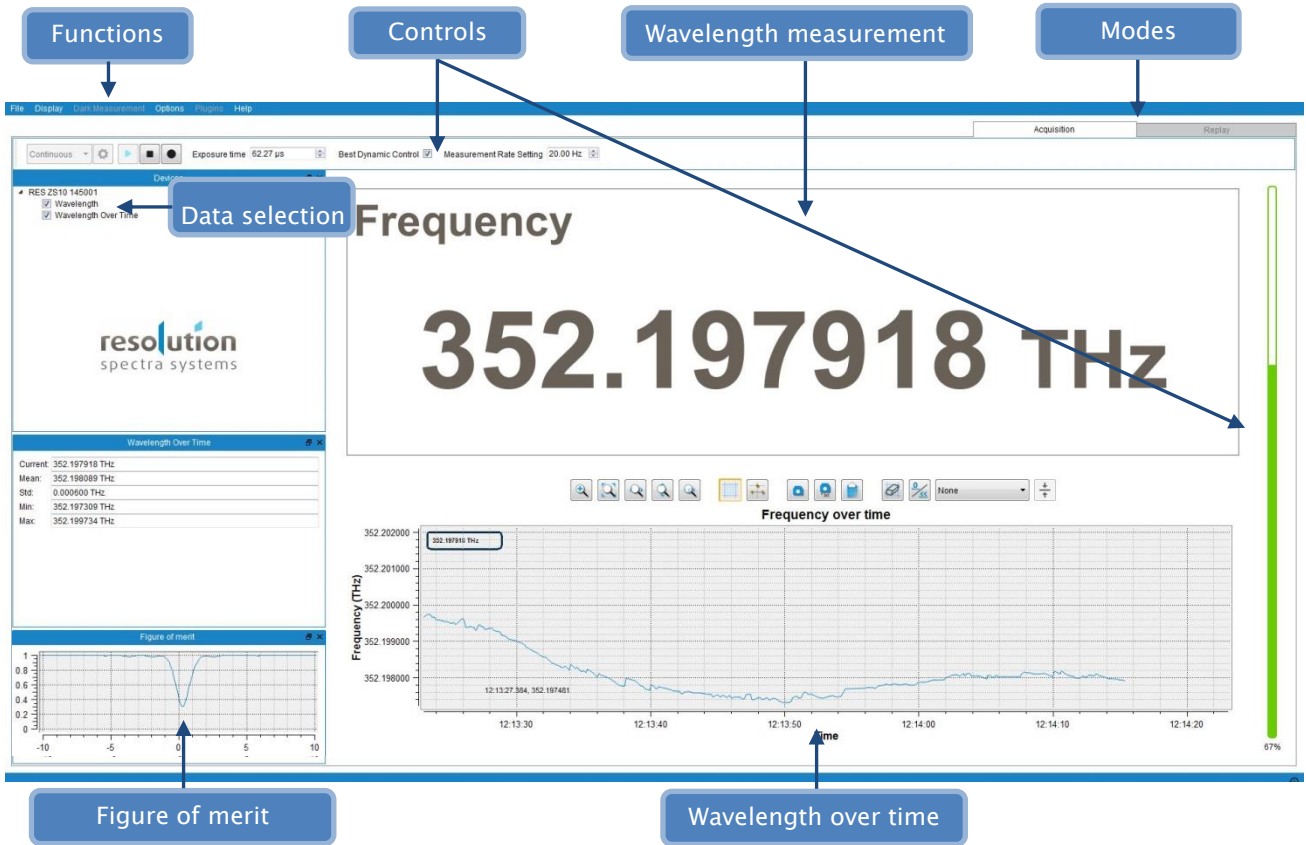 Functions
Controls
Wavelength measurement
Modes
File Display Dark Measurement Options Plugins Help
Acquisition
Replay
Continuous
Exposure time 62.27 µs
Best Dynamic Control
Measurement Rate Setting 20.00 Hz
Devices
RES ZS10 145001
Wavelength
Wavelength Over Time
Data selection
Frequency
352.197918 THz
resolution
spectra systems
Wavelength Over Time
Current: 352.197918 THz
Mean: 352.198089 THz
Std: 0.000600 THz
Min: 352.197309 THz
Max: 352.199734 THz
None
Frequency over time
352.197918 THz
352.202000
352.201000
352.200000
352.199000
352.198000
Frequency (THz)
12:13:27.384, 352.197481
12:13:30
12:13:40
12:13:50
12:14:00
12:14:10
12:14:20
Time
67%
Figure of merit
1
0.8
0.6
0.4
0.2
0
-10
-5
0
5
10
Figure of merit
Wavelength over time